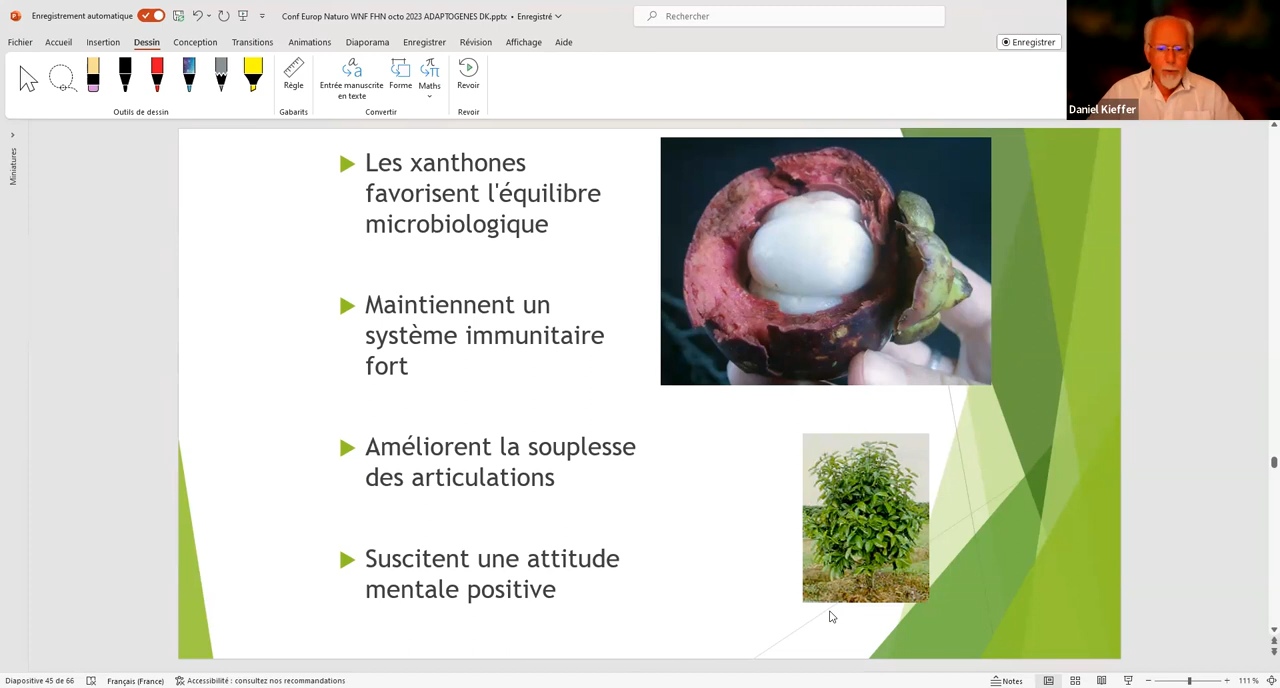 Enregistrement automatique
Conf Europ Naturo WNF FHN octo 2023 ADAPTOGENES DK.pptx • Enregistré
Rechercher
Fichier Accueil Insertion Dessin Conception Transitions Animations Diaporama Enregistrer Révision Affichage Aide
Enregistrer
Règle
Entrée manuscrite
en texte
Forme
Maths
Revoir
Outils de dessin
Gabarits
Convertir
Revoir
Daniel Kieffer
Miniatures
Les xanthones
favorisent l'équilibre
microbiologique
Maintiennent un
système immunitaire
fort
Améliorent la souplesse
des articulations
Suscitent une attitude
mentale positive
Diapositive 45 de 66
Français (France)
Accessibilité : consultez nos recommandations
Notes
111 %